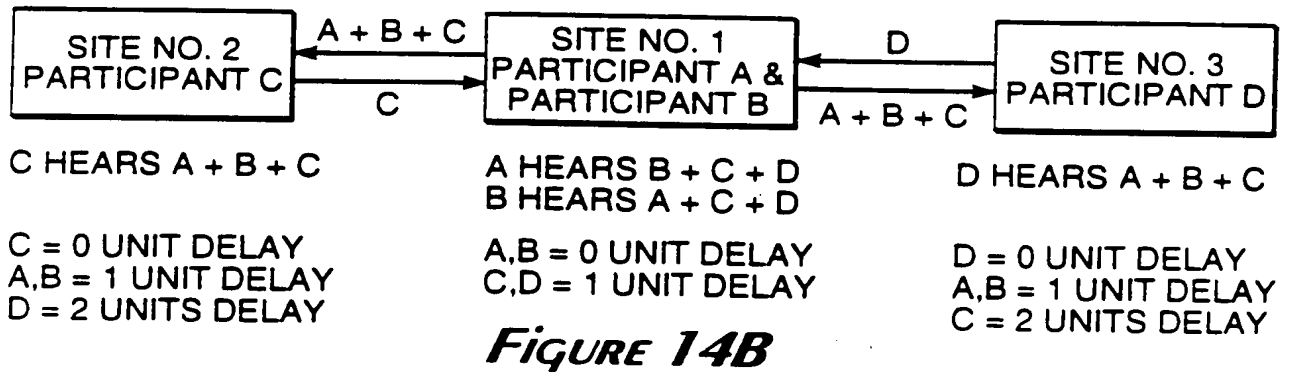 SITE NO. 2
PARTICIPANT C
A + B + C
C
SITE NO. 1
PARTICIPANT A &
PARTICIPANT B
D
A + B + C
SITE NO. 3
PARTICIPANT D
C HEARS A + B + C
C = 0 UNIT DELAY
A,B = 1 UNIT DELAY
D = 2 UNITS DELAY
A HEARS B + C + D
B HEARS A + C + D
A,B = 0 UNIT DELAY
C,D = 1 UNIT DELAY
D HEARS A + B + C
D = 0 UNIT DELAY
A,B = 1 UNIT DELAY
C = 2 UNITS DELAY
FIGURE 14B